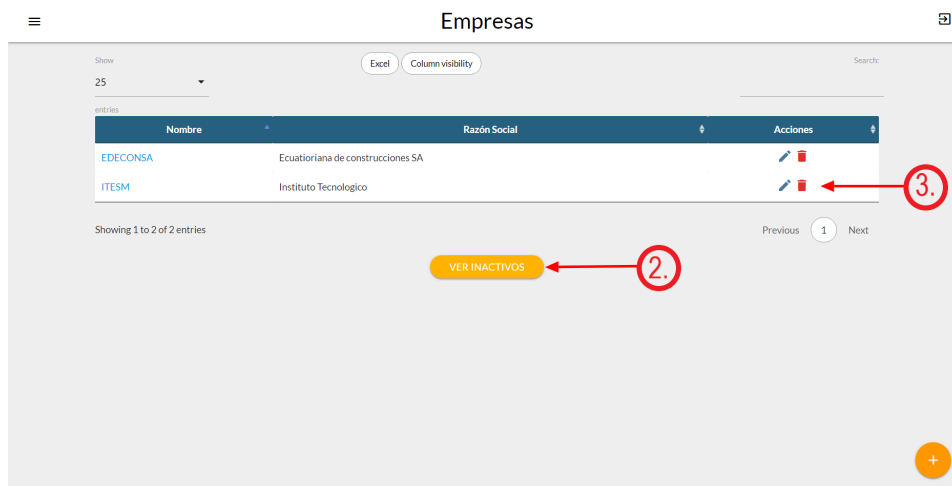 Empresas
Show
25
entries
Excel
Column visibility
Search:
Nombre Razón Social Acciones
EDECONSA Ecuatioriana de construcciones SA
ITESM Instituto Tecnologico
3.
Showing 1 to 2 of 2 entries
Previous 1 Next
VER INACTIVOS
2.
+